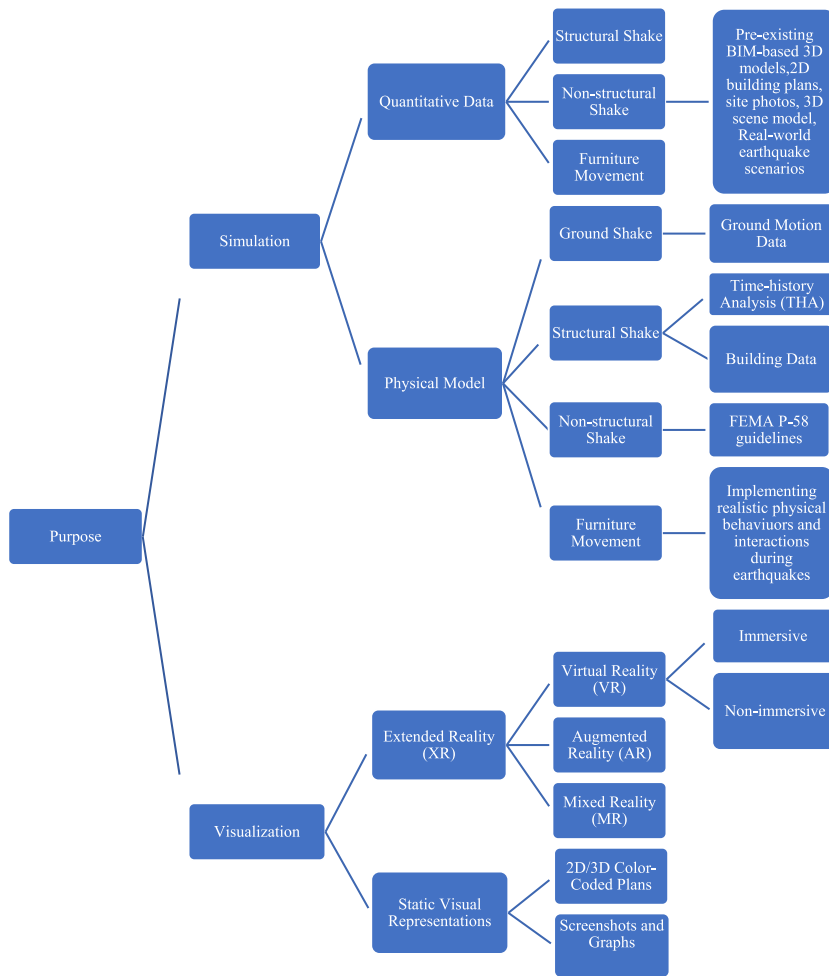 Purpose
Simulation
Quantitative Data
Structural Shake
Non-structural
Shake
Pre-existing
BIM-based 3D
models,2D
building plans,
site photos, 3D
scene model,
Real-world
earthquake
scenarios
Furniture
Movement
Physical Model
Ground Shake
Ground Motion
Data
Structural Shake
Time-history
Analysis (THA)
Building Data
Non-structural
Shake
FEMA P-58
guidelines
Furniture
Movement
Implementing
realistic physical
behaviuors and
interactions
during
earthquakes
Visualization
Extended Reality
(XR)
Virtual Reality
(VR)
Immersive
Non-immersive
Augmented
Reality (AR)
Mixed Reality
(MR)
Static Visual
Representations
2D/3D Color-
Coded Plans
Screenshots and
Graphs